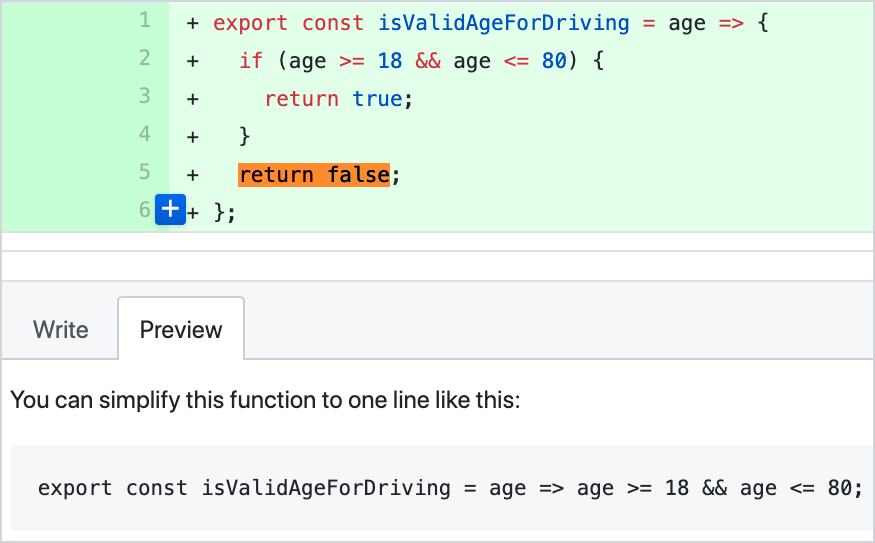 1 + export const isValidAgeForDriving = age => {
2 + if (age >= 18 && age <= 80) {
3 + return true;
4 + }
5 + return false;
6 + + };
Write Preview
You can simplify this function to one line like this:
export const isValidAgeForDriving = age => age >= 18 && age <= 80;